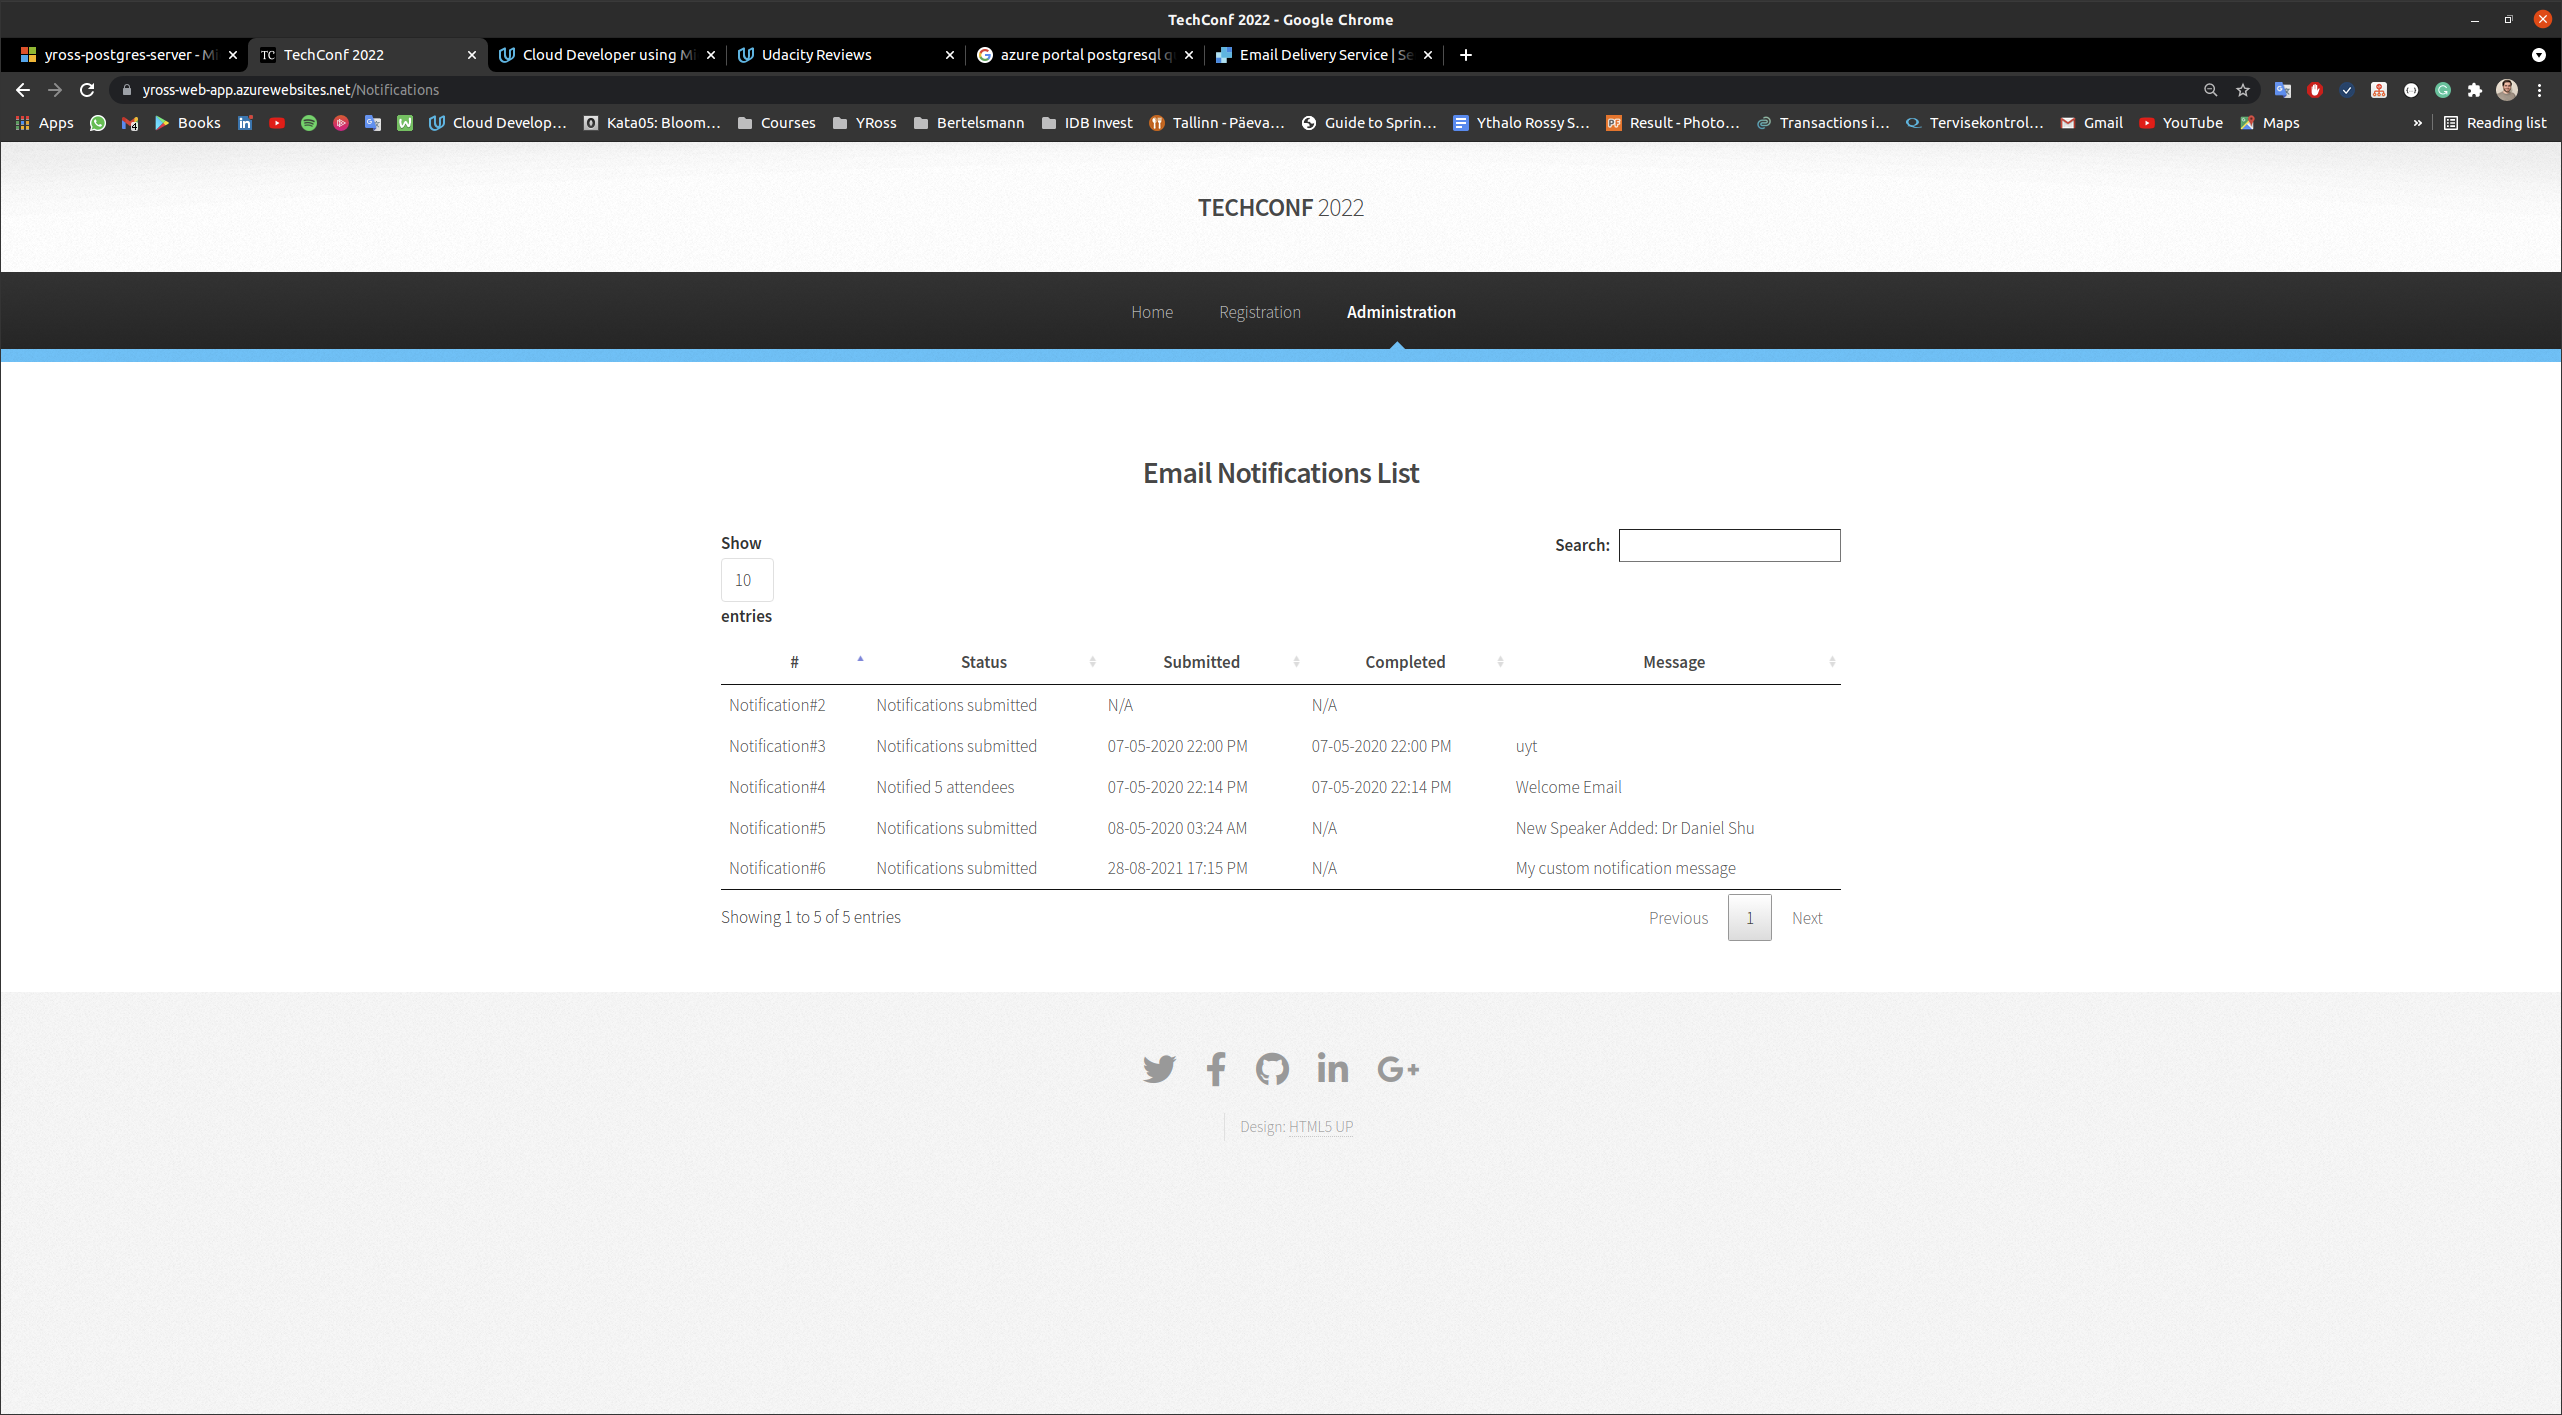 TechConf 2022 - Google Chrome
yross-postgres-server - Mi
TechConf 2022
Cloud Developer using Mi
Udacity Reviews
azure portal postgresql q
Email Delivery Service | Se
yross-web-app.azurewebsites.net/Notifications
Apps Books Cloud Develop... Kata05: Bloom... Courses YRoss Bertelsmann IDB Invest Tallinn - Päeva... Guide to Sprin... Ythalo Rossy S... Result - Photo... Transactions i... Tervisekontrol... Gmail YouTube Maps » Reading list
TECHCONF 2022
Home Registration Administration
Email Notifications List
Show
10
entries
Search:
# Status Submitted Completed Message
Notification#2 Notifications submitted N/A N/A
Notification#3 Notifications submitted 07-05-2020 22:00 PM 07-05-2020 22:00 PM uyt
Notification#4 Notified 5 attendees 07-05-2020 22:14 PM 07-05-2020 22:14 PM Welcome Email
Notification#5 Notifications submitted 08-05-2020 03:24 AM N/A New Speaker Added: Dr Daniel Shu
Notification#6 Notifications submitted 28-08-2021 17:15 PM N/A My custom notification message
Showing 1 to 5 of 5 entries
Previous 1 Next
Design: HTML5 UP